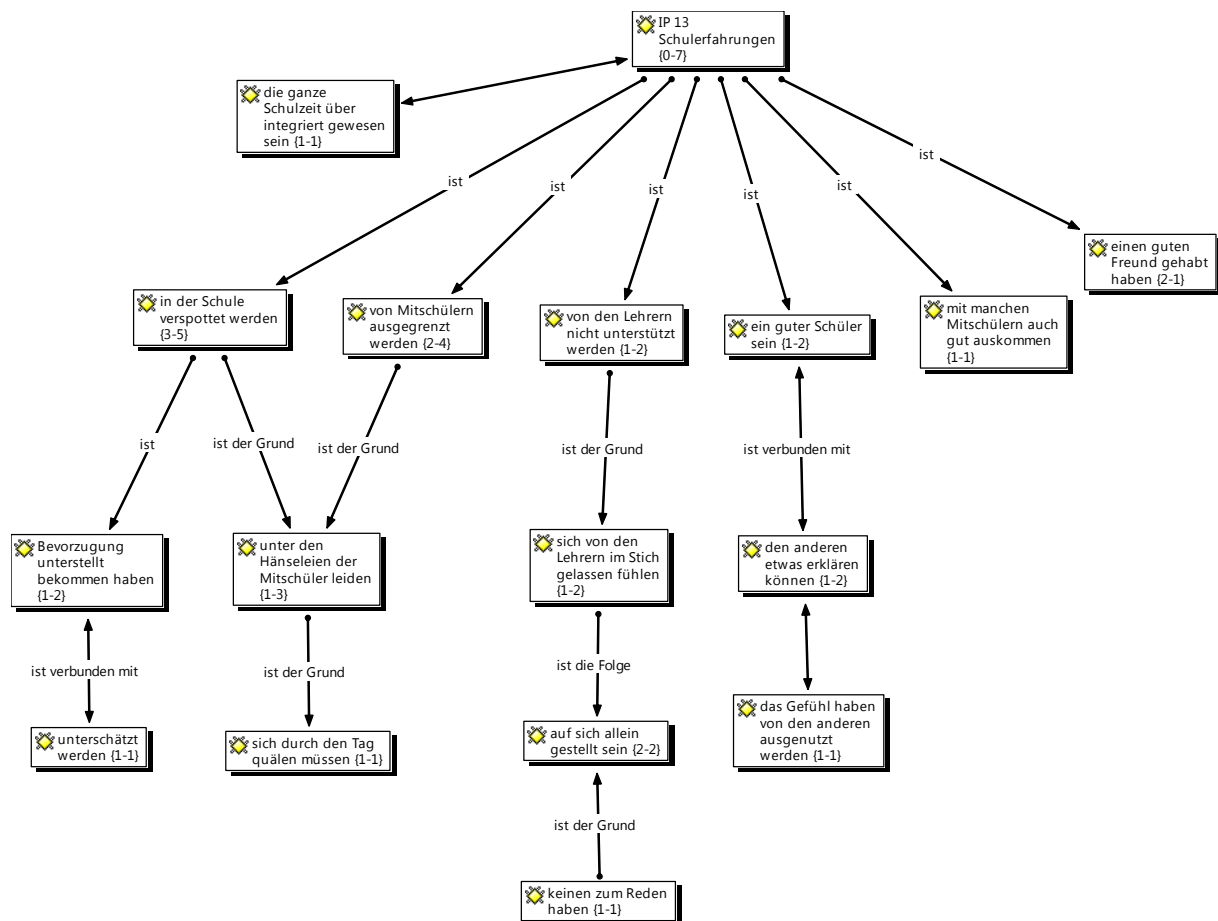 IP 13
Schulerfahrungen
{0-7}
die ganze
Schulzeit über
integriert gewesen
sein {1-1}
ist
ist
ist
ist
ist
ist
einen guten
Freund gehabt
haben {2-1}
in der Schule
verspottet werden
{3-5}
von Mitschülern
ausgegrenzt
werden {2-4}
von den Lehrern
nicht unterstützt
werden {1-2}
ein guter Schüler
sein {1-2}
mit manchen
Mitschülern auch
gut auskommen
{1-1}
ist
ist der Grund
ist der Grund
ist der Grund
ist verbunden mit
Bevorzugung
unterstellt
bekommen haben
{1-2}
unter den
Hänseleien der
Mitschüler leiden
{1-3}
sich von den
Lehrern im Stich
gelassen fühlen
{1-2}
den anderen
etwas erklären
können {1-2}
ist verbunden mit
ist der Grund
ist die Folge
unterschätzt
werden {1-1}
sich durch den Tag
quälen müssen {1-1}
auf sich allein
gestellt sein {2-2}
das Gefühl haben
von den anderen
ausgenutzt
werden {1-1}
ist der Grund
keinen zum Reden
haben {1-1}